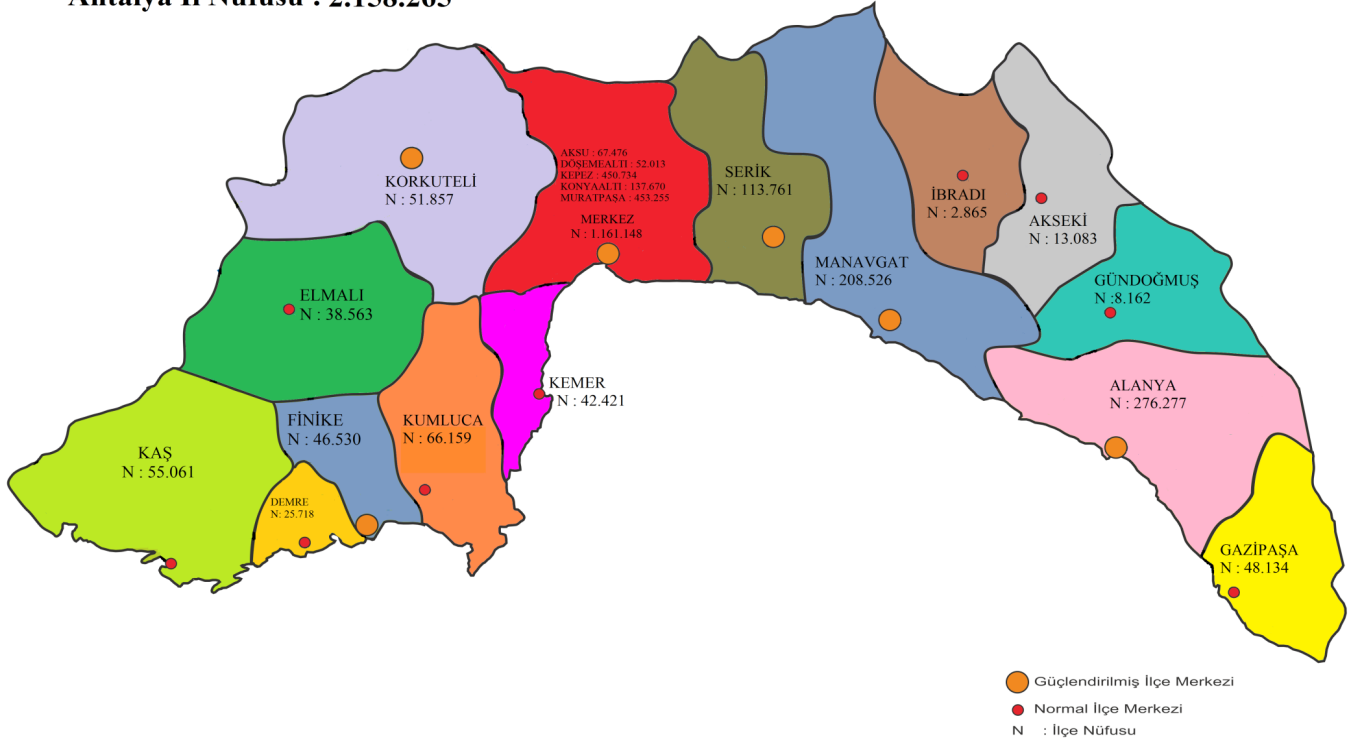 Antalya İl Nüfusu : 2.158.265
KORKUTELİ
N : 51.857
AKSU : 67.476
DÖŞEMEALTI : 52.013
KEPEZ : 450.734
KONYAALTI : 137.670
MURATPAŞA : 453.255
MERKEZ
N : 1.161.148
SERİK
N : 113.761
MANAVGAT
N : 208.526
İBRADI
N : 2.865
AKSEKİ
N : 13.083
GÜNDOĞMUŞ
N :8.162
ELMALI
N : 38.563
KEMER
N : 42.421
ALANYA
N : 276.277
KAŞ
N : 55.061
FİNİKE
N : 46.530
KUMLUCA
N : 66.159
DEMRE
N: 25.718
GAZİPAŞA
N : 48.134
Güçlendirilmiş İlçe Merkezi
Normal İlçe Merkezi
N : İlçe Nüfusu